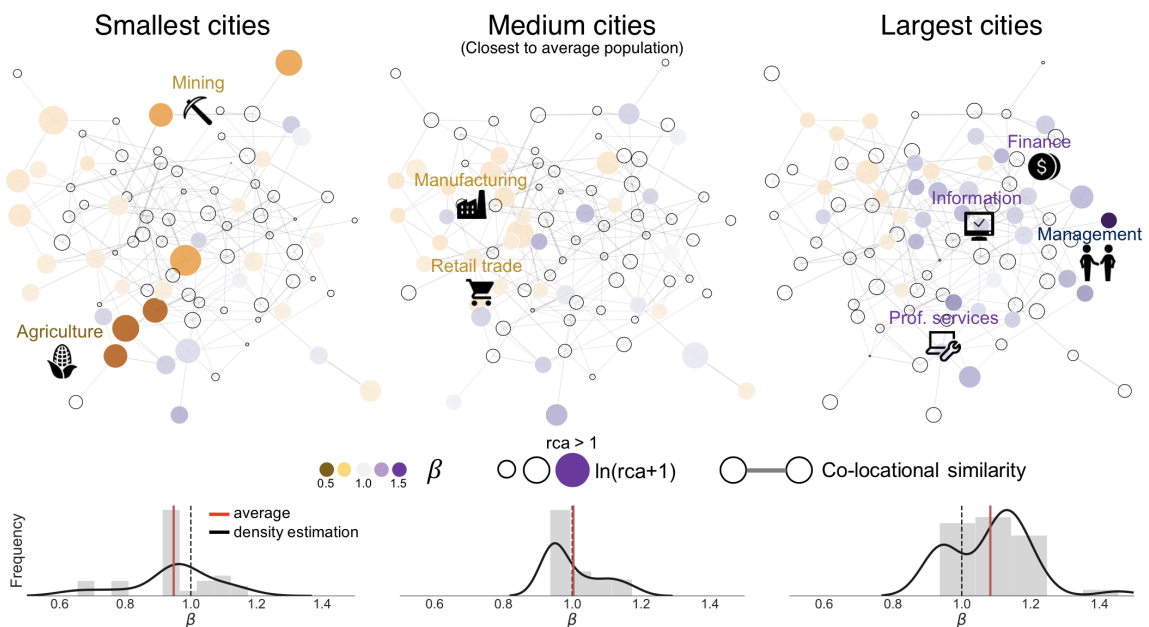 Smallest cities
Medium cities
(Closest to average population)
Largest cities
Mining
Agriculture
Manufacturing
Retail trade
Finance
$
Information
Management
Prof. services
rca > 1
0.5
1.0
1.5
β
ln(rca+1)
Co-locational similarity
Frequency
average
density estimation
0.6 0.8 1.0 1.2 1.4
β
0.6 0.8 1.0 1.2 1.4
β
0.6 0.8 1.0 1.2 1.4
β